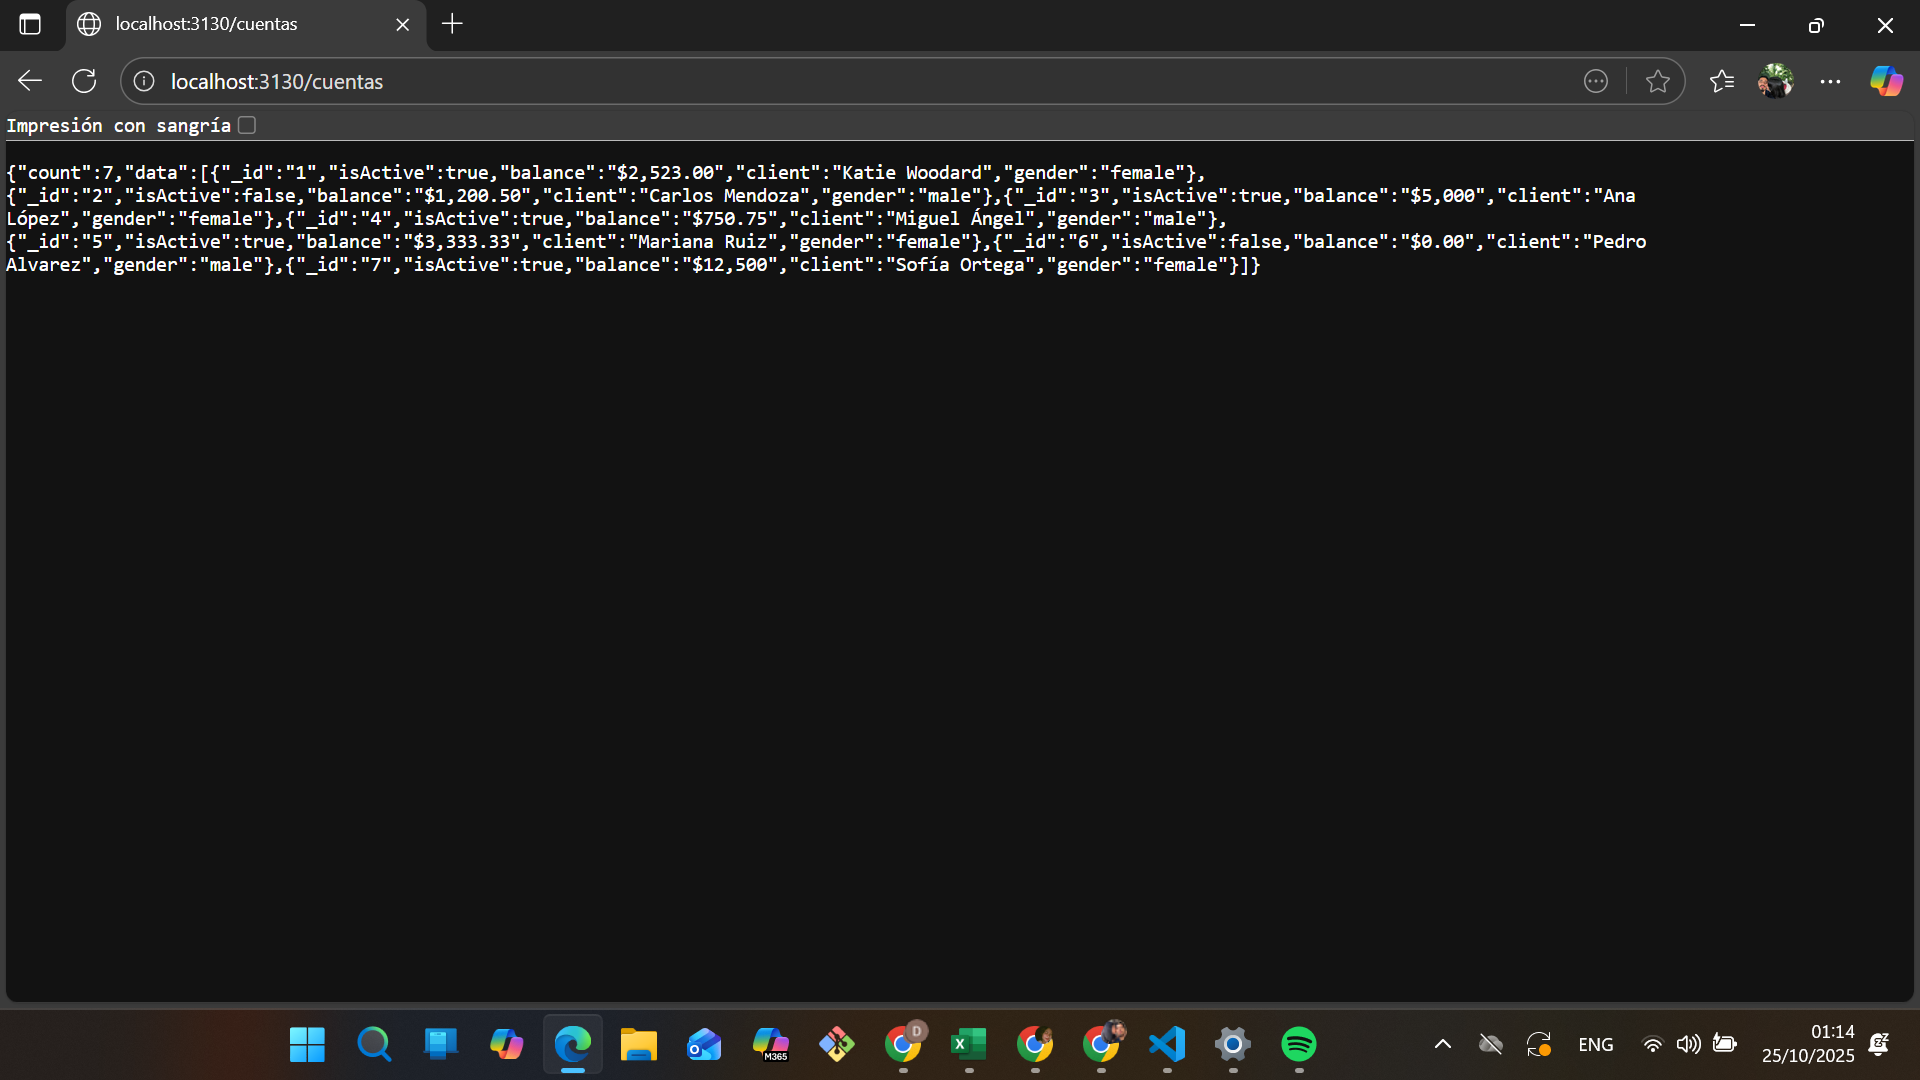 localhost:3130/cuentas
localhost:3130/cuentas
Impresión con sangría
{"count":7,"data":[{"_id":"1","isActive":true,"balance":"$2,523.00","client":"Katie Woodard","gender":"female"},
{"_id":"2","isActive":false,"balance":"$1,200.50","client":"Carlos Mendoza","gender":"male"},{"_id":"3","isActive":true,"balance":"$5,000","client":"Ana
López","gender":"female"},{"_id":"4","isActive":true,"balance":"$750.75","client":"Miguel Ángel","gender":"male"},
{"_id":"5","isActive":true,"balance":"$3,333.33","client":"Mariana Ruiz","gender":"female"},{"_id":"6","isActive":false,"balance":"$0.00","client":"Pedro
Alvarez","gender":"male"},{"_id":"7","isActive":true,"balance":"$12,500","client":"Sofía Ortega","gender":"female"}]}
M365
D
ENG
01:14
25/10/2025